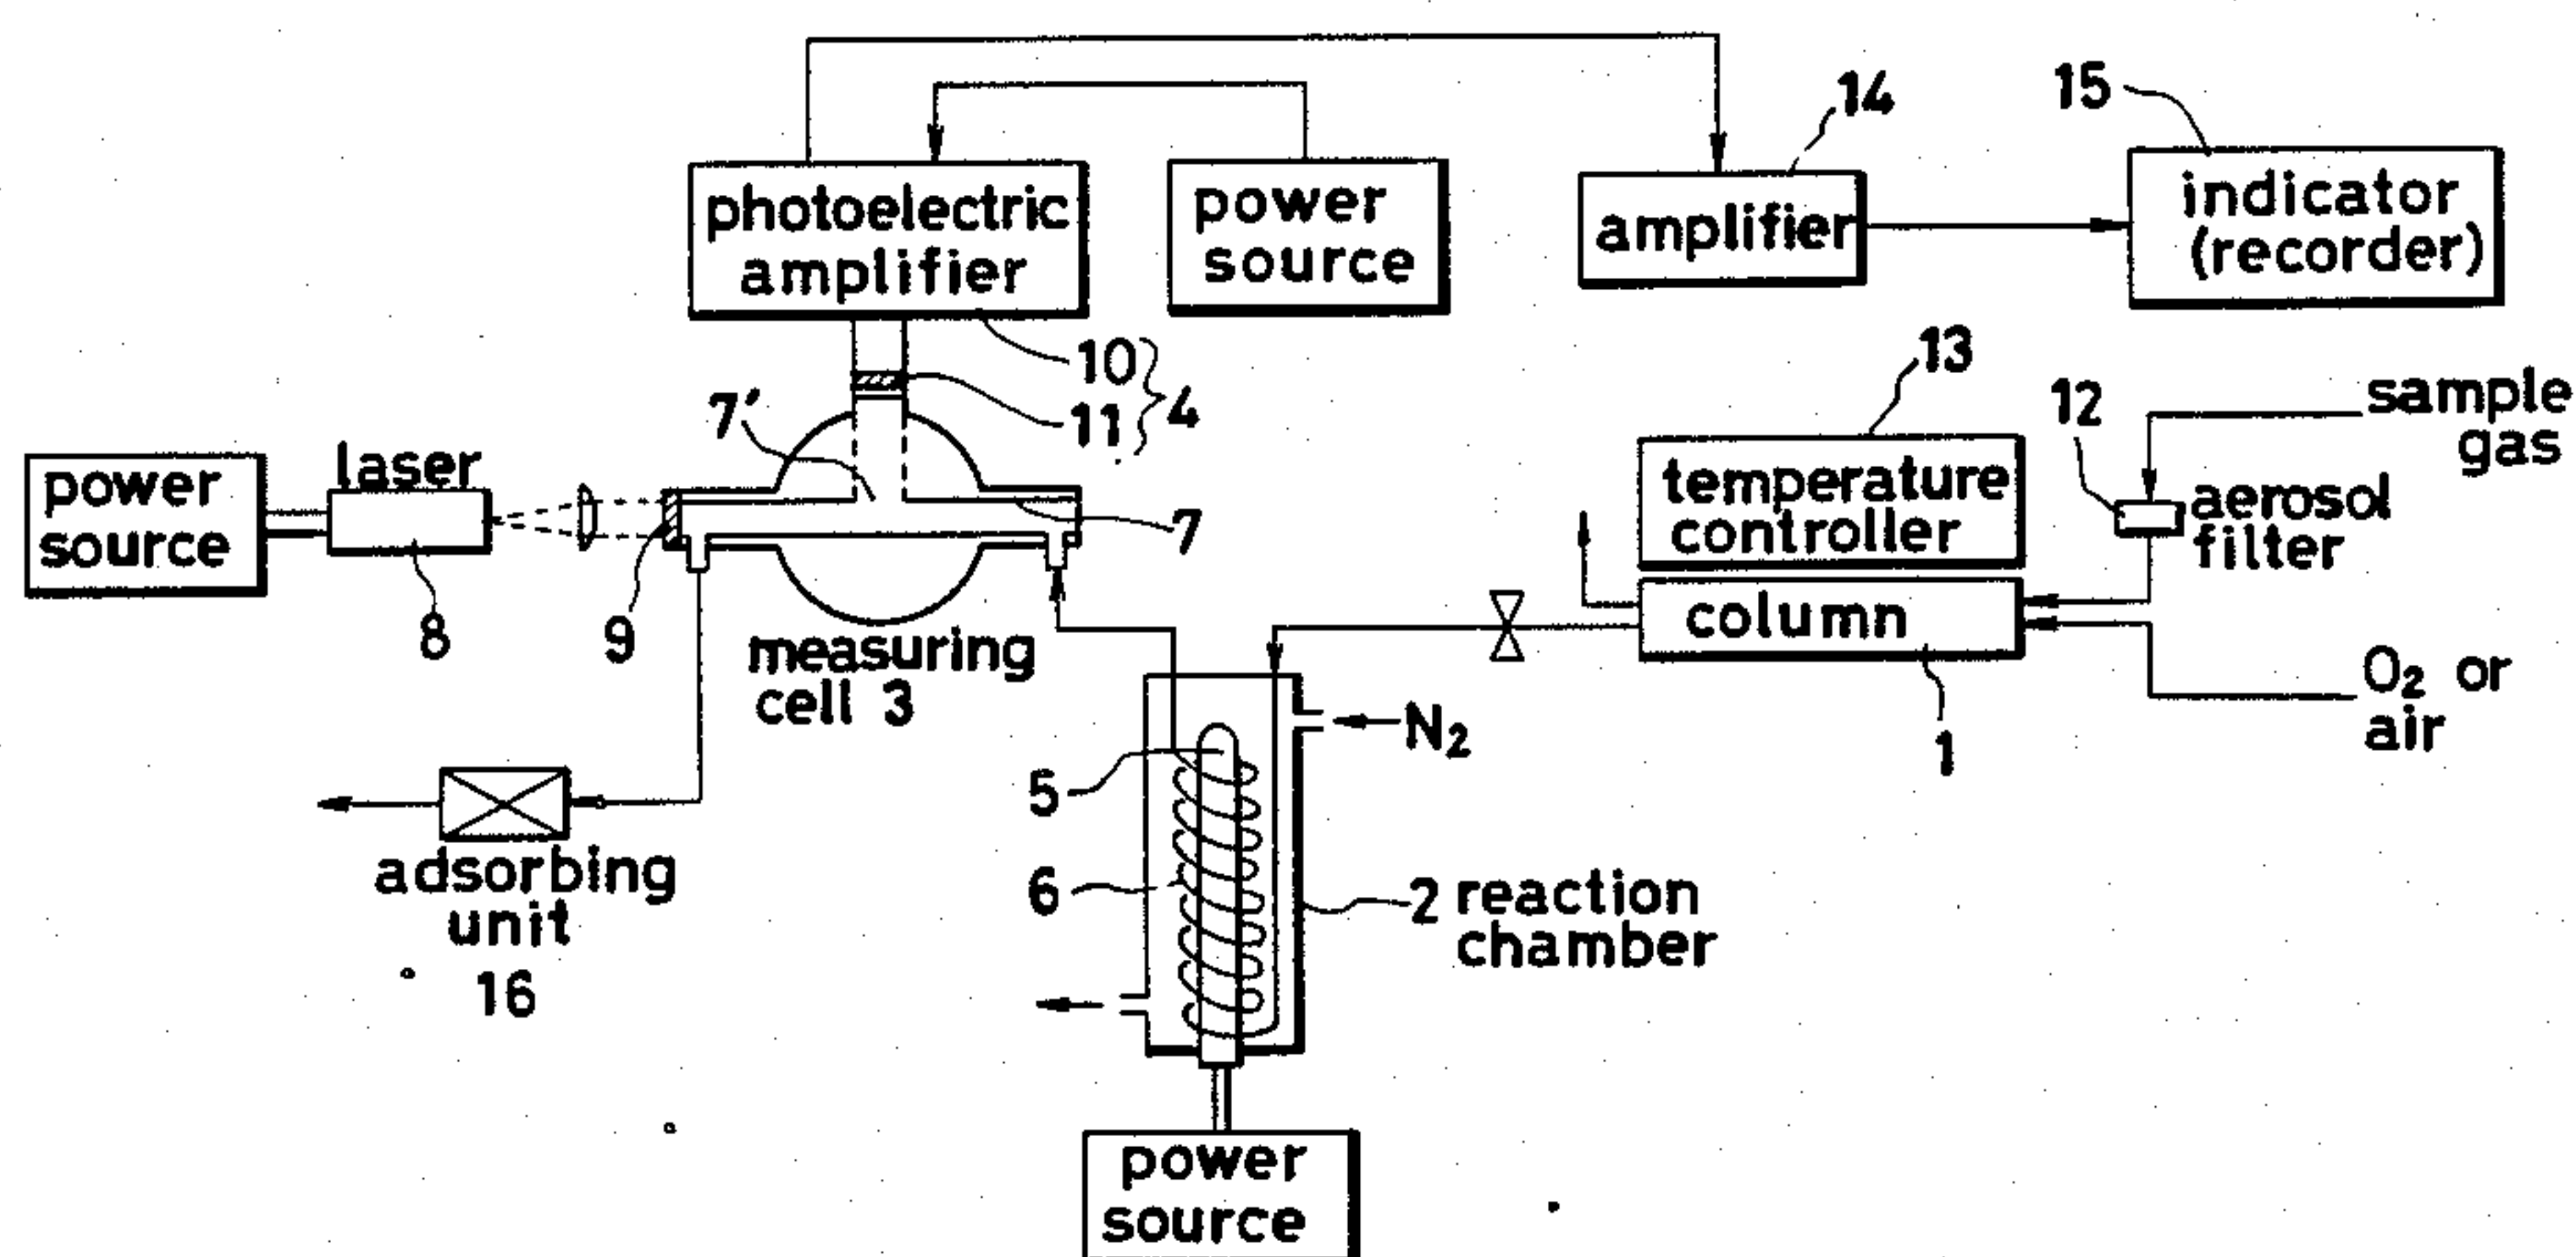 14
15
photoelectric
amplifier
power
source
amplifier
indicator
(recorder)
10
11
4
13
12
sample
gas
7'
laser
power
source
temperature
controller
aerosol
filter
7
8
9
measuring
cell 3
column
O₂ or
air
1
N₂
5
6
2 reaction
chamber
adsorbing
unit
16
power
source